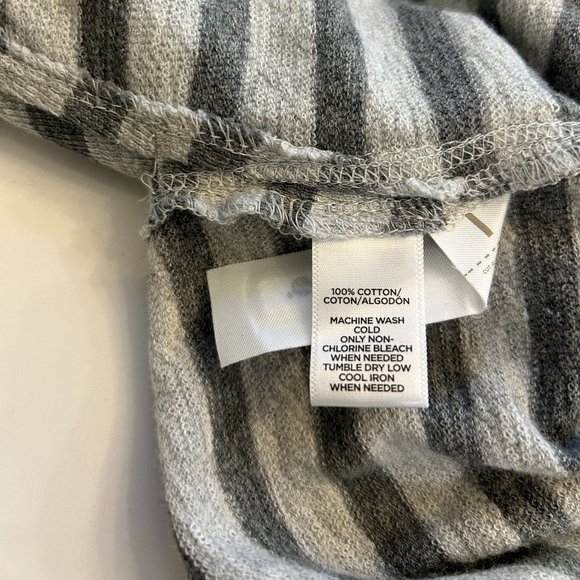 100% COTTON/
COTON/ALGODÓN
MACHINE WASH
COLD
ONLY NON-
CHLORINE BLEACH
WHEN NEEDED
TUMBLE DRY LOW
COOL IRON
WHEN NEEDED